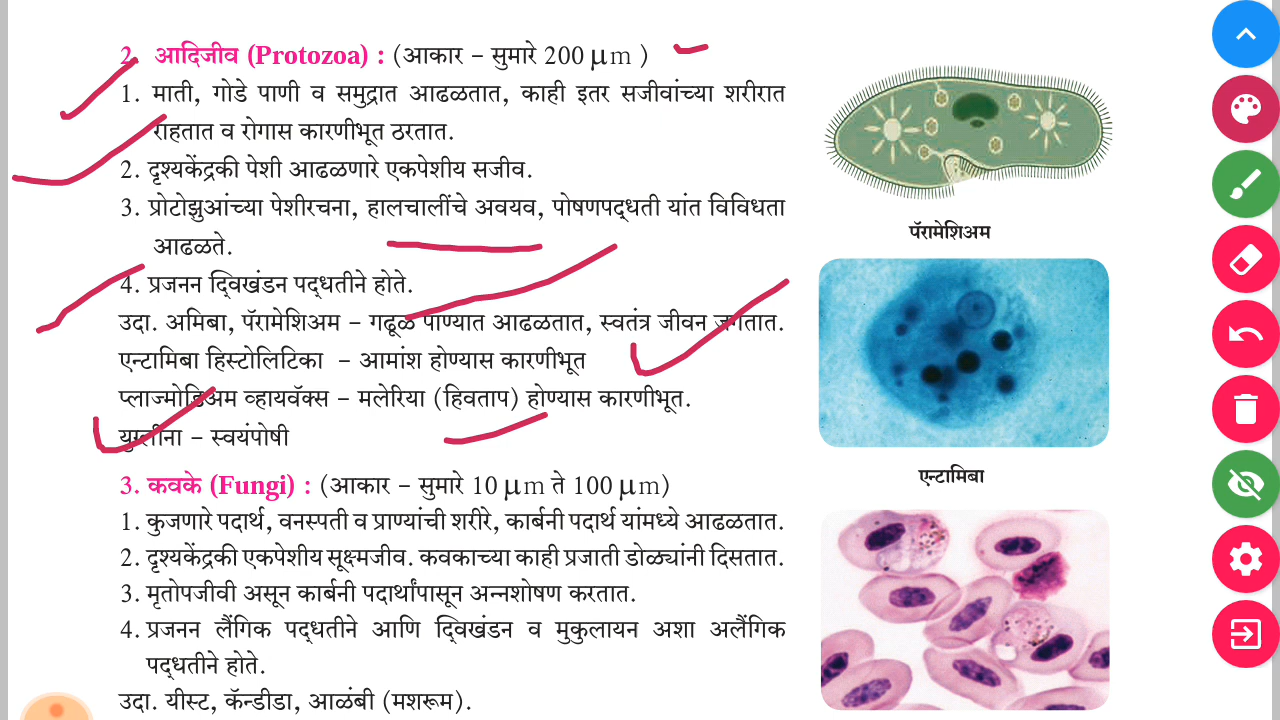 2. आदिजीव (Protozoa) : (आकार – सुमारे 200 μm )
1. माती, गोडे पाणी व समुद्रात आढळतात, काही इतर सजीवांच्या शरीरात
राहतात व रोगास कारणीभूत ठरतात.
2. दृश्यकेंद्रकी पेशी आढळणारे एकपेशीय सजीव.
3. प्रोटोझुआंच्या पेशीरचना, हालचालींचे अवयव, पोषणपद्धती यांत विविधता
आढळते.
4. प्रजनन द्विखंडन पद्धतीने होते.
उदा. अमिबा, पॅरामेशिअम – गढूळ पाण्यात आढळतात, स्वतंत्र जीवन जगतात.
एन्टामिबा हिस्टोलिटिका – आमांश होण्यास कारणीभूत
प्लाज्मोडिअम व्हायवॅक्स – मलेरिया (हिवताप) होण्यास कारणीभूत.
युग्लीना – स्वयंपोषी
3. कवके (Fungi) : (आकार – सुमारे 10 μm ते 100 μm)
1. कुजणारे पदार्थ, वनस्पती व प्राण्यांची शरीरे, कार्बनी पदार्थ यांमध्ये आढळतात.
2. दृश्यकेंद्रकी एकपेशीय सूक्ष्मजीव. कवकाच्या काही प्रजाती डोळ्यांनी दिसतात.
3. मृतोपजीवी असून कार्बनी पदार्थांपासून अन्नशोषण करतात.
4. प्रजनन लैंगिक पद्धतीने आणि द्विखंडन व मुकुलायन अशा अलैंगिक
पद्धतीने होते.
उदा. यीस्ट, कॅन्डीडा, आळंबी (मशरूम).
पॅरामेशिअम
एन्टामिबा